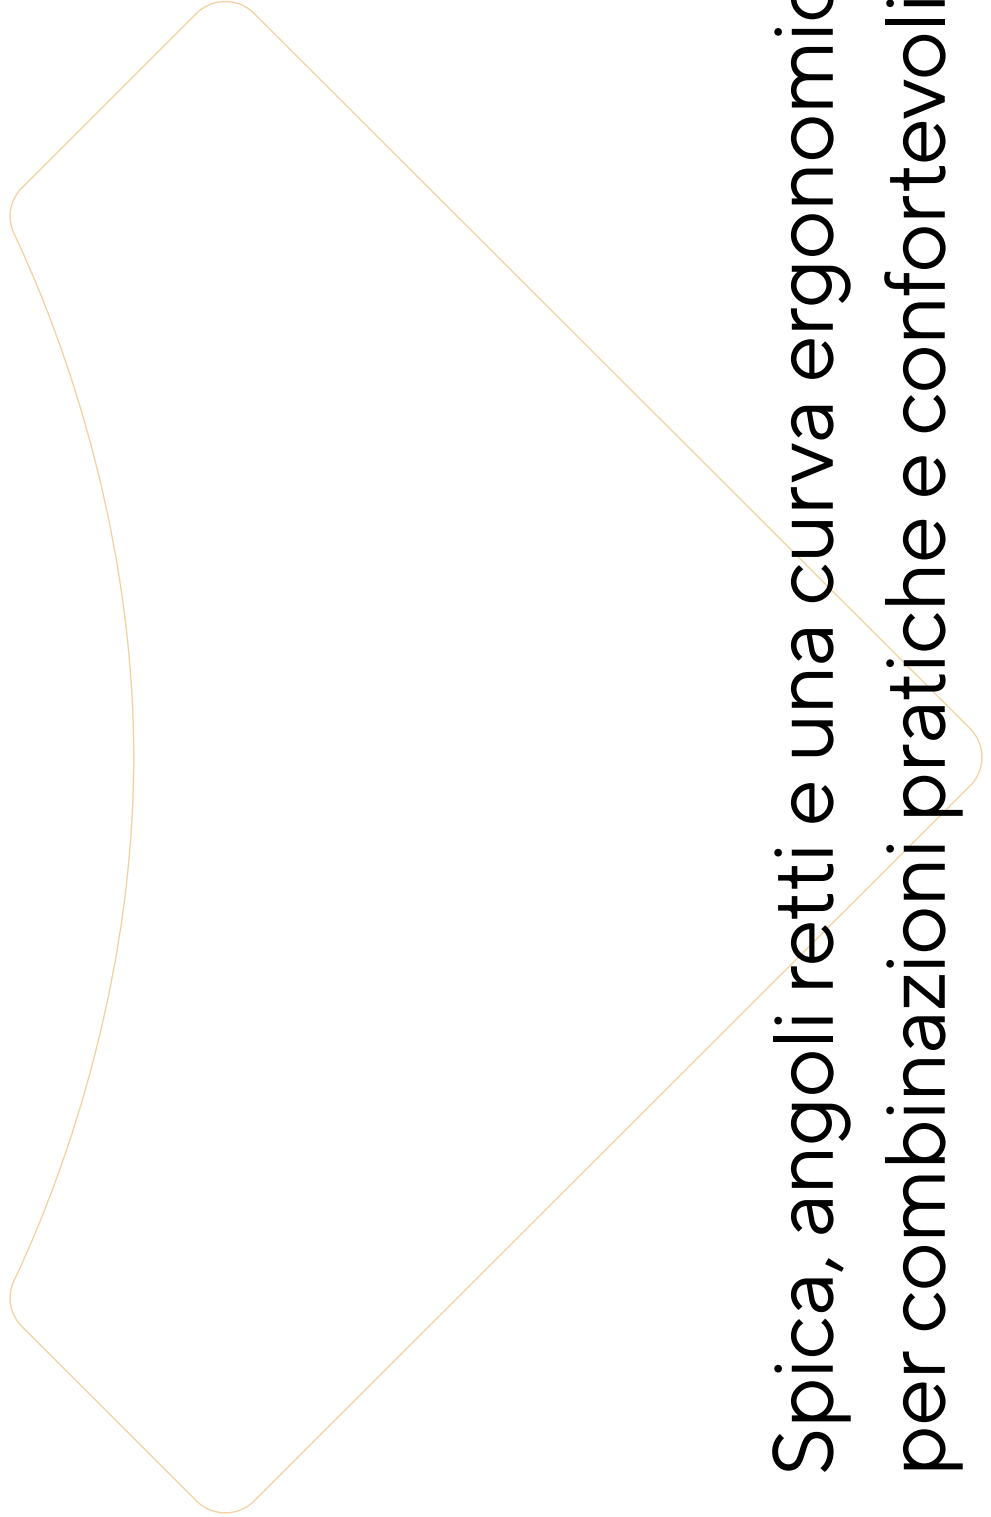 Spica, angoli retti e una curva ergonomic
per combinazioni pratiche e confortevoli